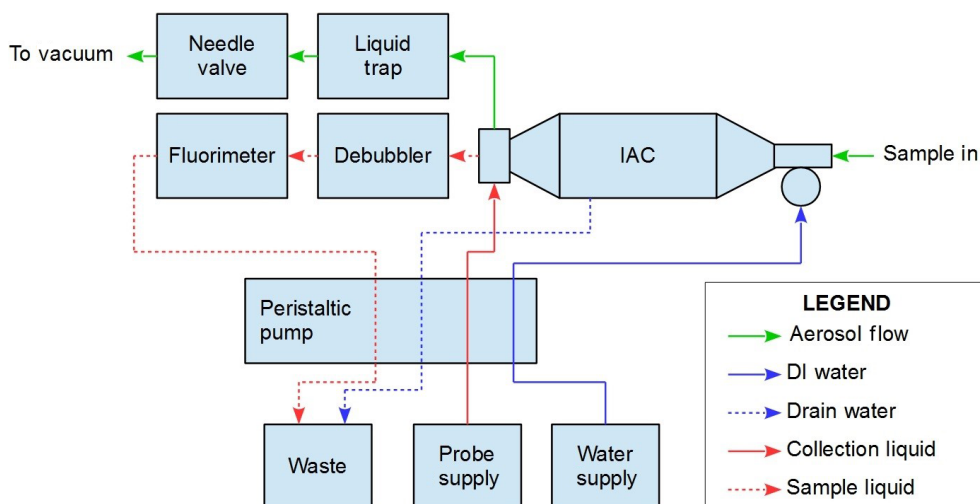 To vacuum
Needle
valve
Liquid
trap
Fluorimeter
Debubbler
IAC
Sample in
Peristaltic
pump
Waste
Probe
supply
Water
supply
LEGEND
Aerosol flow
DI water
Drain water
Collection liquid
Sample liquid